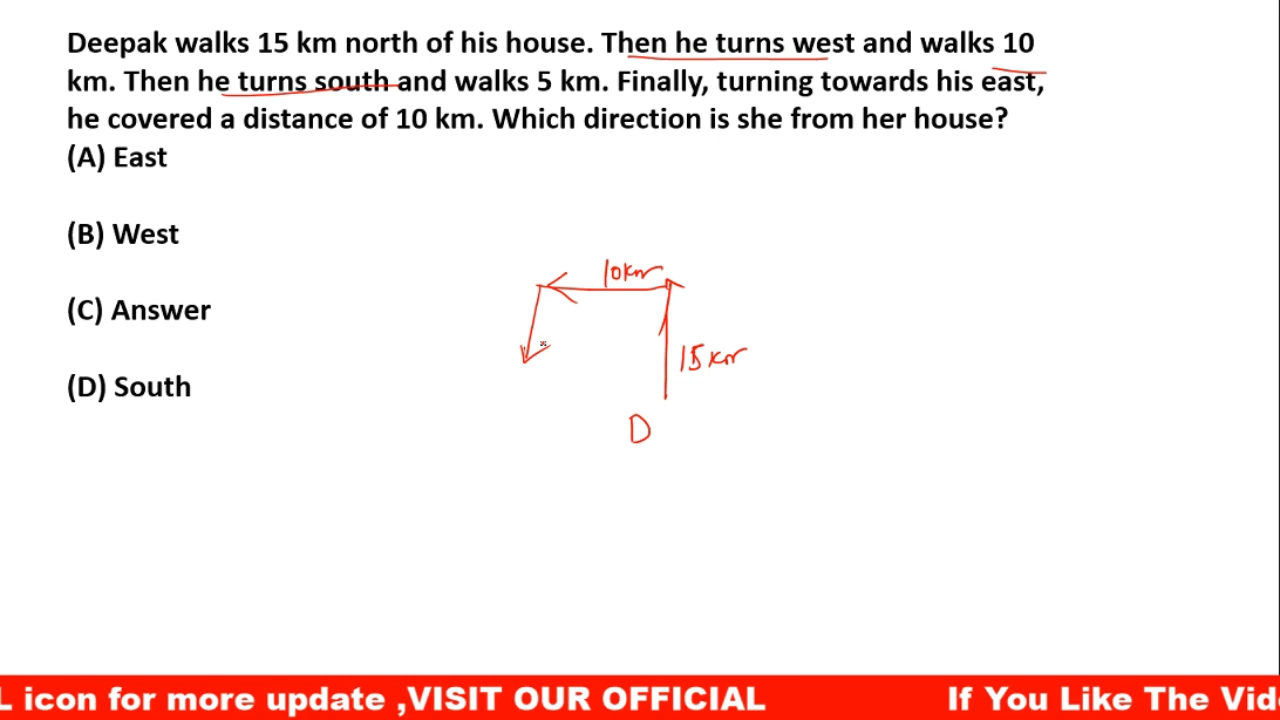 Deepak walks 15 km north of his house. Then he turns west and walks 10
km. Then he turns south and walks 5 km. Finally, turning towards his east,
he covered a distance of 10 km. Which direction is she from her house?
(A) East
(B) West
(C) Answer
(D) South
10km
15km
D
L icon for more update ,VISIT OUR OFFICIAL If You Like The Vid